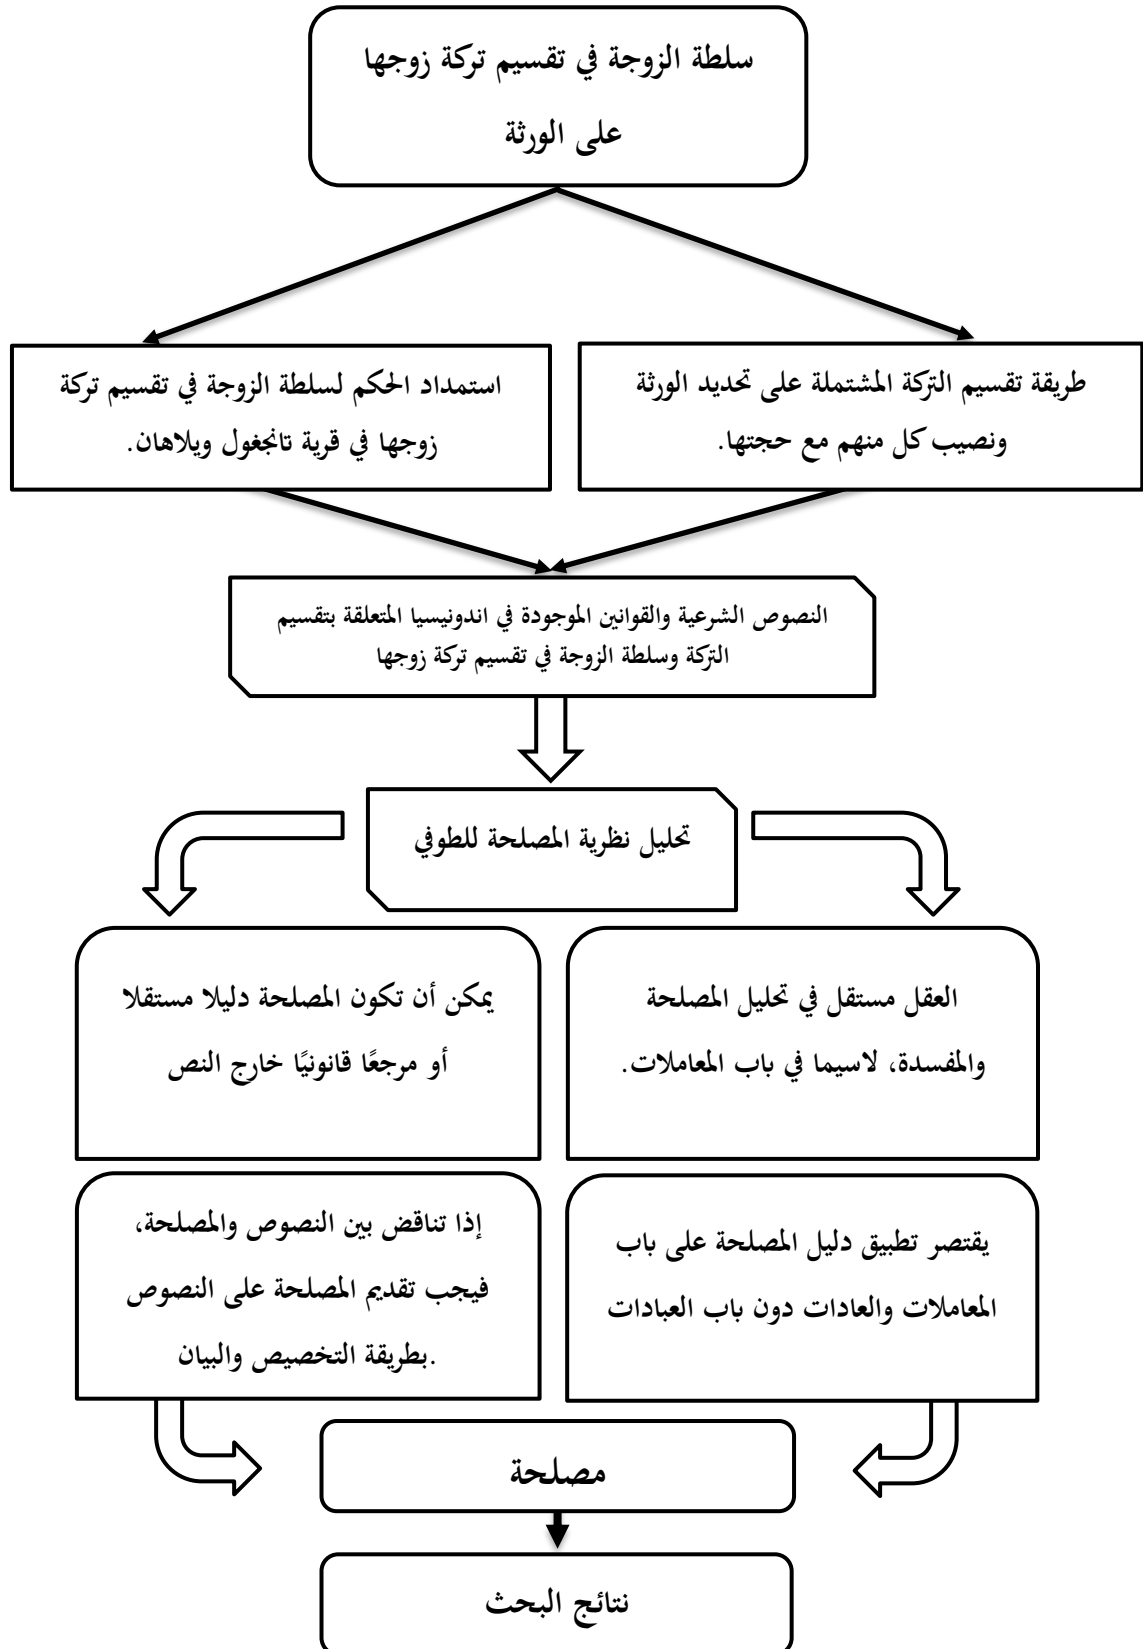 سلطة الزوجة في تقسيم تركة زوجها
على الورثة
طريقة تقسيم التركة المشتملة على تحديد الورثة
ونصيب كل منهم مع حجتها.
استمداد الحكم لسلطة الزوجة في تقسيم تركة
زوجها في قرية تانجغول ويلاهان.
النصوص الشرعية والقوانين الموجودة في اندونيسيا المتعلقة بتقسيم
التركة وسلطة الزوجة في تقسيم تركة زوجها
تحليل نظرية المصلحة للطوفي
العقل مستقل في تحليل المصلحة
والمفسدة، لاسيما في باب المعاملات.
يمكن أن تكون المصلحة دليلا مستقلا
أو مرجعًا قانونيًا خارج النص
يقتصر تطبيق دليل المصلحة على باب
المعاملات والعادات دون باب العبادات
إذا تناقض بين النصوص والمصلحة،
فيجب تقديم المصلحة على النصوص
.بطريقة التخصيص والبيان
مصلحة
نتائج البحث